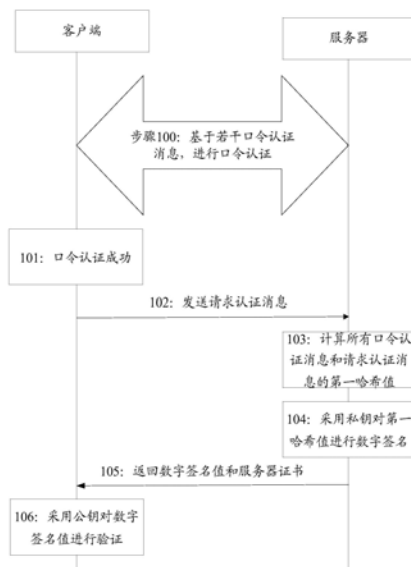 客户端
服务器
步骤100：基于若干口令认证
消息，进行口令认证
101：口令认证成功
102：发送请求认证消息
103：计算所有口令认
证消息和请求认证消
息的第一哈希值
104：采用私钥对第一
哈希值进行数字签名
105：返回数字签名值和服务器证书
106：采用公钥对数字
签名值进行验证